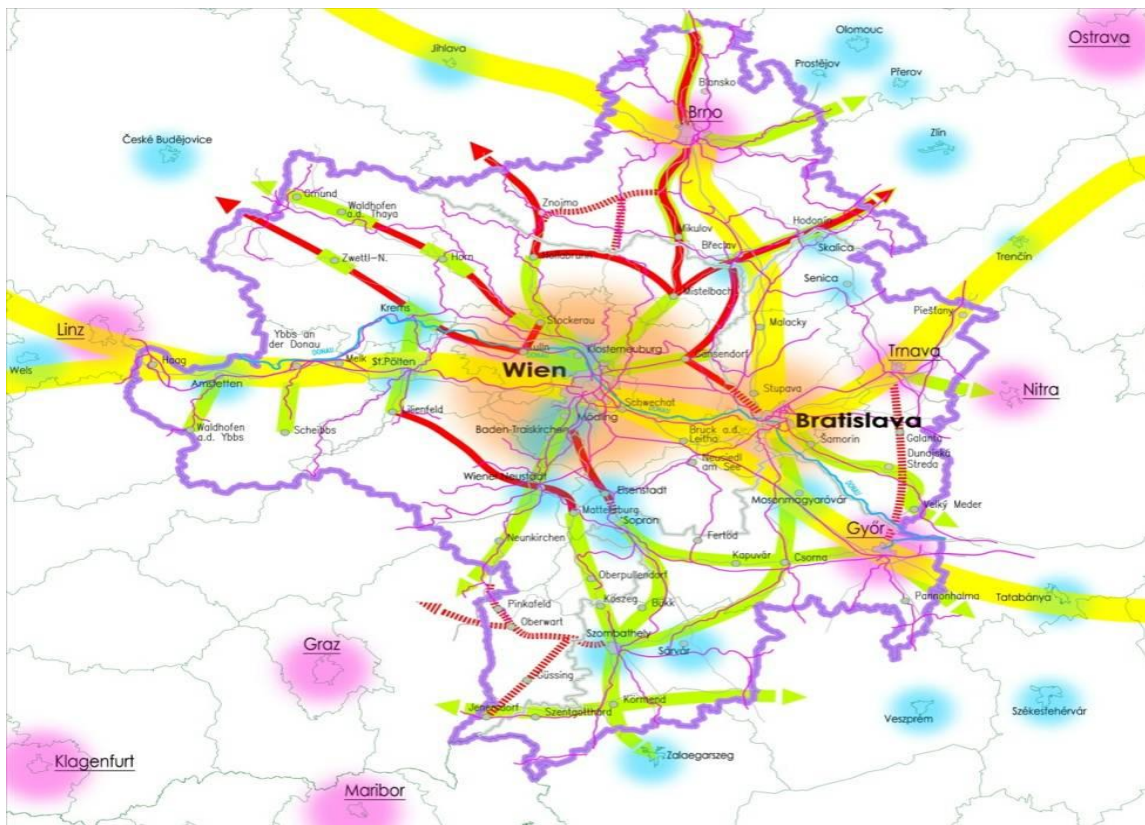 Olomouc
Ostrava
Jihlava
Prostějov
Přerov
Blansko
Brno
České Budějovice
Zlín
Gmünd
Waldhofen
a.d. Thaya
Znojmo
Hodonín
Mikulov
Břeclav
Skalica
Trenčín
Zwettl-N.
Horn
Senica
Mistelbach
Krems
Stockerau
Malacky
Piešťany
Linz
Ybbs an
der Donau
DONAU
Tulln
Klosterneuburg
Gänserndorf
Trnava
Haag
Melk
St.Pölten
Wien
Wels
Amstetten
Stupava
Nitra
Schwechat
DONAU
Lilienfeld
Mödling
Bratislava
Waldhofen
a.d. Ybbs
Scheibbs
Baden-Traiskirchen
Bruck a.d.
Leitha
Šamorín
Galanta
Neusiedl
am See
Dunajská
Streda
Wiener Neustadt
Eisenstadt
Mosonmagyaróvár
Mattersburg
Sopron
Veľký Meder
Győr
Neunkirchen
Fertőd
Kapuvár
Csorna
Oberpullendorf
Pannonhalma
Tatabánya
Pinkafeld
Kőszeg
Bükk
Oberwart
Szombathely
Graz
Sárvár
Güssing
Körmend
Jennersdorf
Szentgotthárd
Veszprém
Székesfehérvár
Zalaegerszeg
Klagenfurt
Maribor